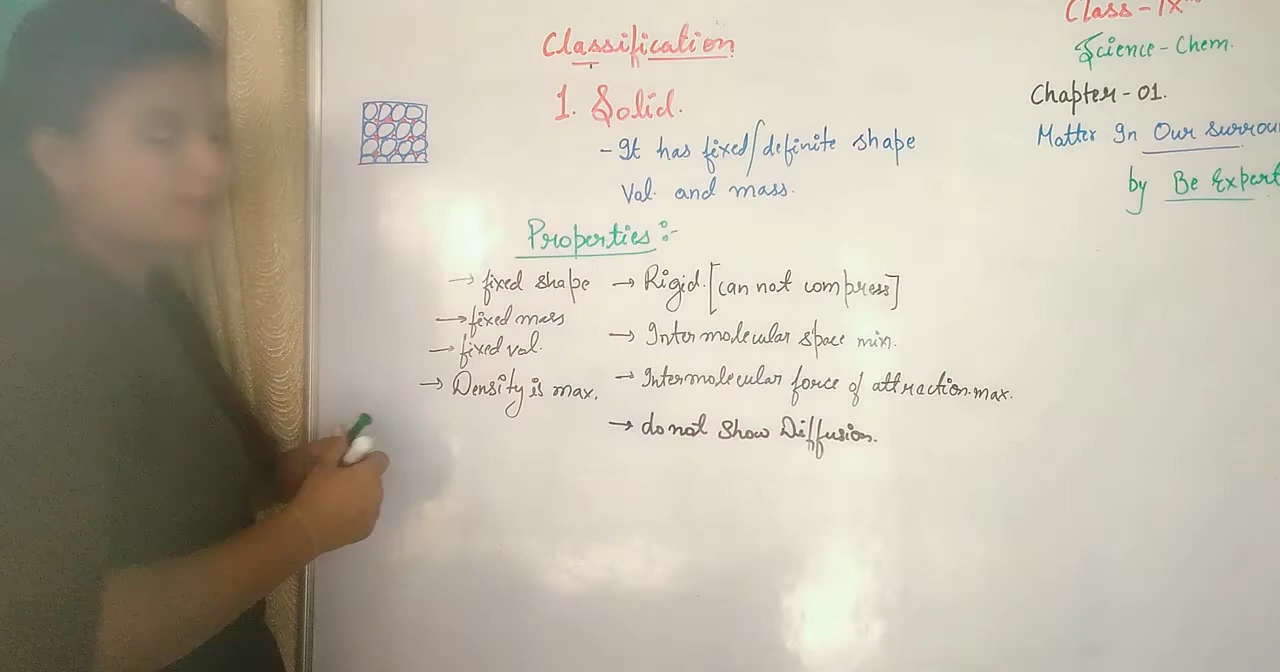 Classification
1. Solid.
- It has fixed/definite shape
Vol. and mass.
Properties :-
→ fixed shape
→ fixed mass
→ fixed vol.
→ Density is max.
→ Rigid. [can not compress]
→ Intermolecular space min.
→ Intermolecular force of attraction max.
→ do not show Diffusion.
Class - IX
Science - Chem.
Chapter - 01.
Matter In Our surrou
by Be Expert